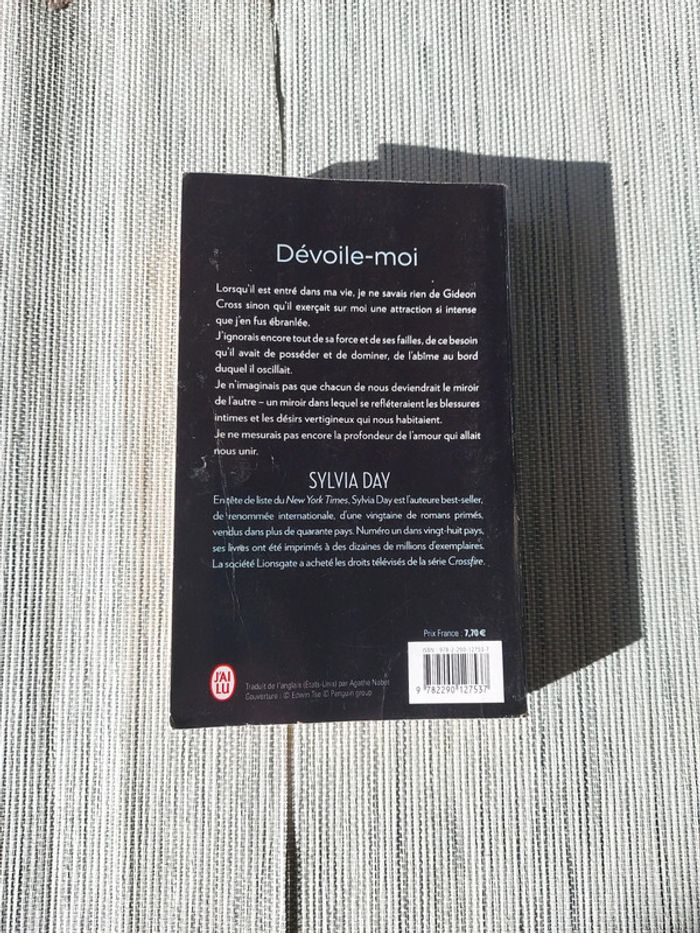 Dévoile-moi
Lorsqu'il est entré dans ma vie, je ne savais rien de Gideon
Cross sinon qu'il exerçait sur moi une attraction si intense
que j'en fus ébranlée.
J'ignorais encore tout de sa force et de ses failles, de ce besoin
qu'il avait de posséder et de dominer, de l'abîme au bord
duquel il oscillait.
Je n'imaginais pas que chacun de nous deviendrait le miroir
de l'autre – un miroir dans lequel se refléteraient les blessures
intimes et les désirs vertigineux qui nous habitaient.
Je ne mesurais pas encore la profondeur de l'amour qui allait
nous unir.
SYLVIA DAY
En tête de liste du New York Times, Sylvia Day est l'auteure best-seller,
de renommée internationale, d'une vingtaine de romans primés,
vendus dans plus de quarante pays. Numéro un dans vingt-huit pays,
ses livres ont été imprimés à des dizaines de millions d'exemplaires.
La société Lionsgate a acheté les droits télévisés de la série Crossfire.
Prix France : 7,70 €
ISBN : 978-2-290-12753-7
9 782290 127537
J'AI
LU
Traduit de l'anglais (États-Unis) par Agathe Nabet
Couverture : © Edwin Tse © Penguin group